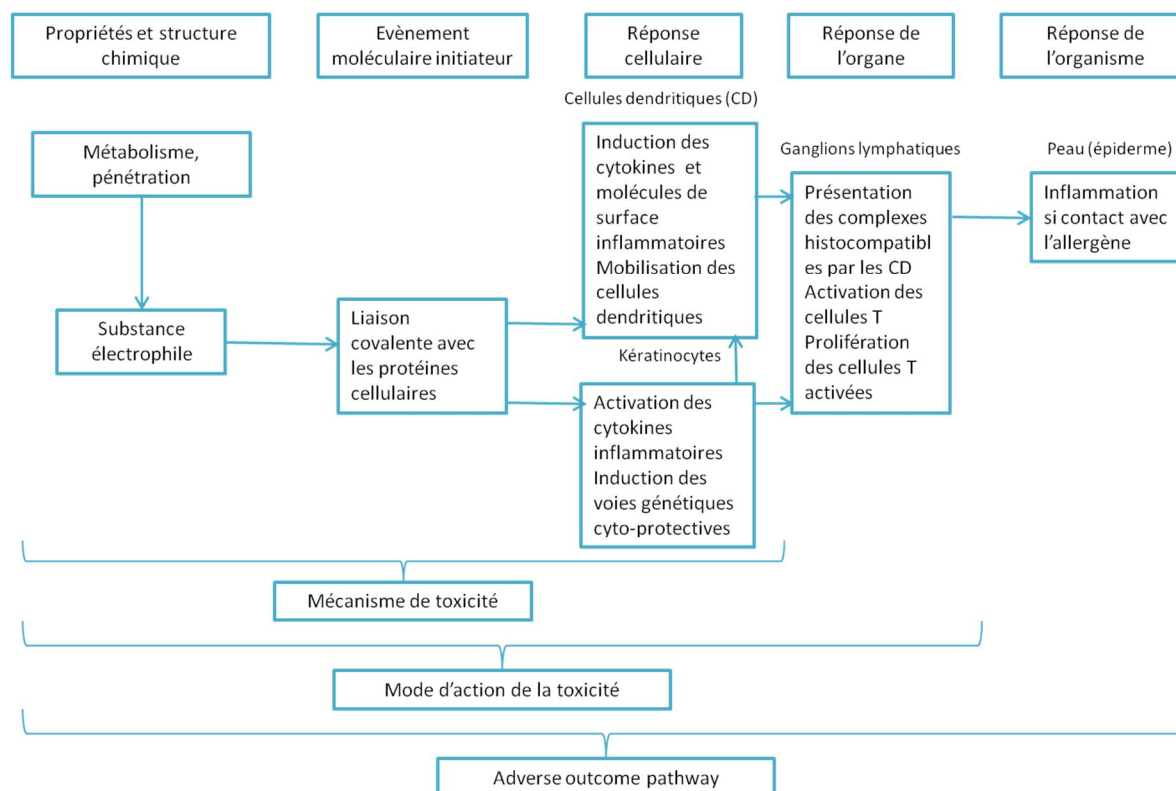 Propriétés et structure
chimique
Evènement
moléculaire initiateur
Réponse
cellulaire
Réponse de
l'organe
Réponse de
l'organisme
Métabolisme,
pénétration
Substance
électrophile
Liaison
covalente avec
les protéines
cellulaires
Cellules dendritiques (CD)
Induction des
cytokines et
molécules de
surface
inflammatoires
Mobilisation des
cellules
dendritiques
Kératinocytes
Activation des
cytokines
inflammatoires
Induction des
voies génétiques
cyto-protectives
Ganglions lymphatiques
Présentation
des complexes
histocompatibl
es par les CD
Activation des
cellules T
Prolifération
des cellules T
activées
Peau (épiderme)
Inflammation
si contact avec
l'allergène
Mécanisme de toxicité
Mode d'action de la toxicité
Adverse outcome pathway